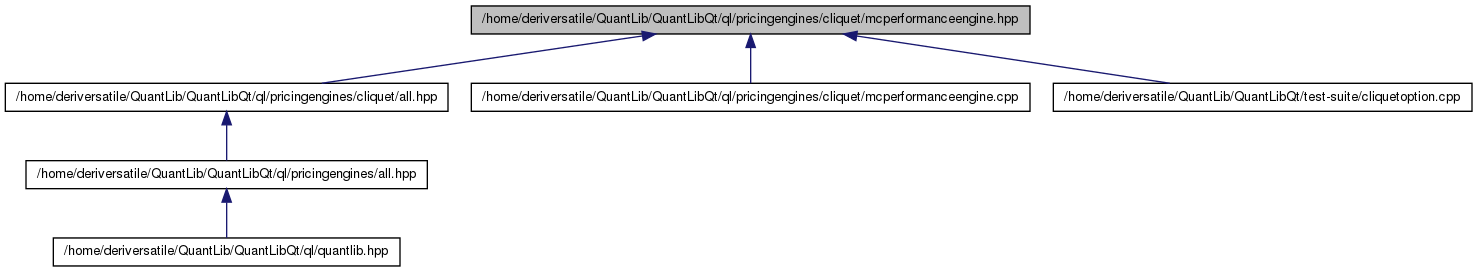 /home/deriversatile/QuantLib/QuantLibQt/ql/pricingengines/cliquet/mcperformanceengine.hpp
/home/deriversatile/QuantLib/QuantLibQt/ql/pricingengines/cliquet/all.hpp
/home/deriversatile/QuantLib/QuantLibQt/ql/pricingengines/cliquet/mcperformanceengine.cpp
/home/deriversatile/QuantLib/QuantLibQt/test-suite/cliquetoption.cpp
/home/deriversatile/QuantLib/QuantLibQt/ql/pricingengines/all.hpp
/home/deriversatile/QuantLib/QuantLibQt/ql/quantlib.hpp